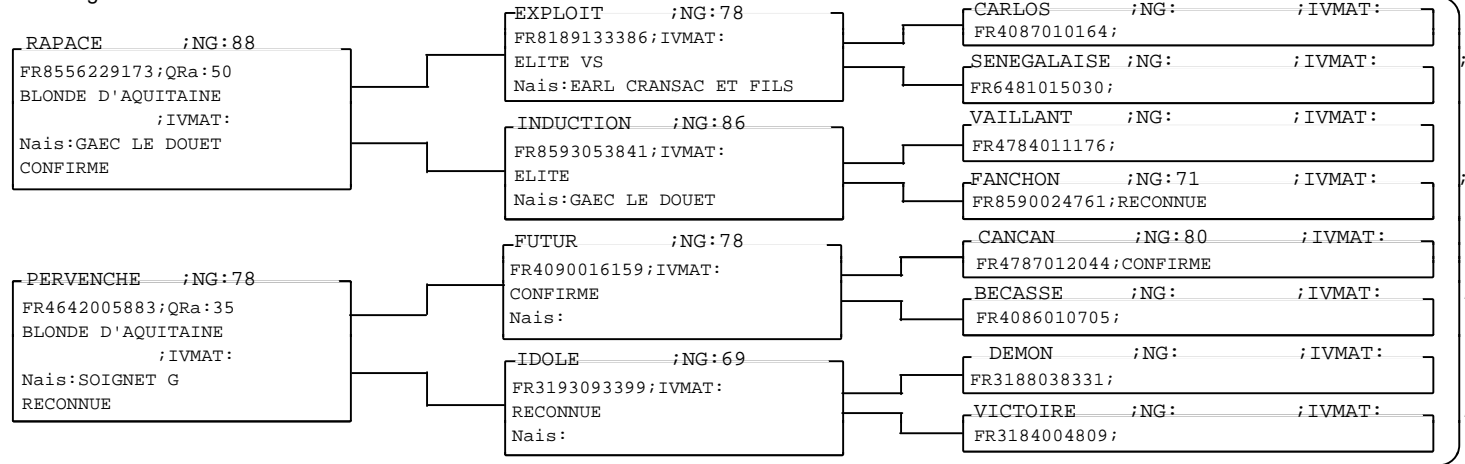 RAPACE ;NG:88
FR8556229173;QRa:50
BLONDE D'AQUITAINE
;IVMAT:
Nais:GAEC LE DOUET
CONFIRME
PERVENCHE ;NG:78
FR4642005883;QRa:35
BLONDE D'AQUITAINE
;IVMAT:
Nais:SOIGNET G
RECONNUE
EXPLOIT ;NG:78
FR8189133386;IVMAT:
ELITE VS
Nais:EARL CRANSAC ET FILS
INDUCTION ;NG:86
FR8593053841;IVMAT:
ELITE
Nais:GAEC LE DOUET
FUTUR ;NG:78
FR4090016159;IVMAT:
CONFIRME
Nais:
IDOLE ;NG:69
FR3193093399;IVMAT:
RECONNUE
Nais:
CARLOS ;NG: ;IVMAT:
FR4087010164;
SENEGALAISE ;NG: ;IVMAT:
FR6481015030;
VAILLANT ;NG: ;IVMAT:
FR4784011176;
FANCHON ;NG:71 ;IVMAT:
FR8590024761;RECONNUE
CANCAN ;NG:80 ;IVMAT:
FR4787012044;CONFIRME
BECASSE ;NG: ;IVMAT:
FR4086010705;
DEMON ;NG: ;IVMAT:
FR3188038331;
VICTOIRE ;NG: ;IVMAT:
FR3184004809;